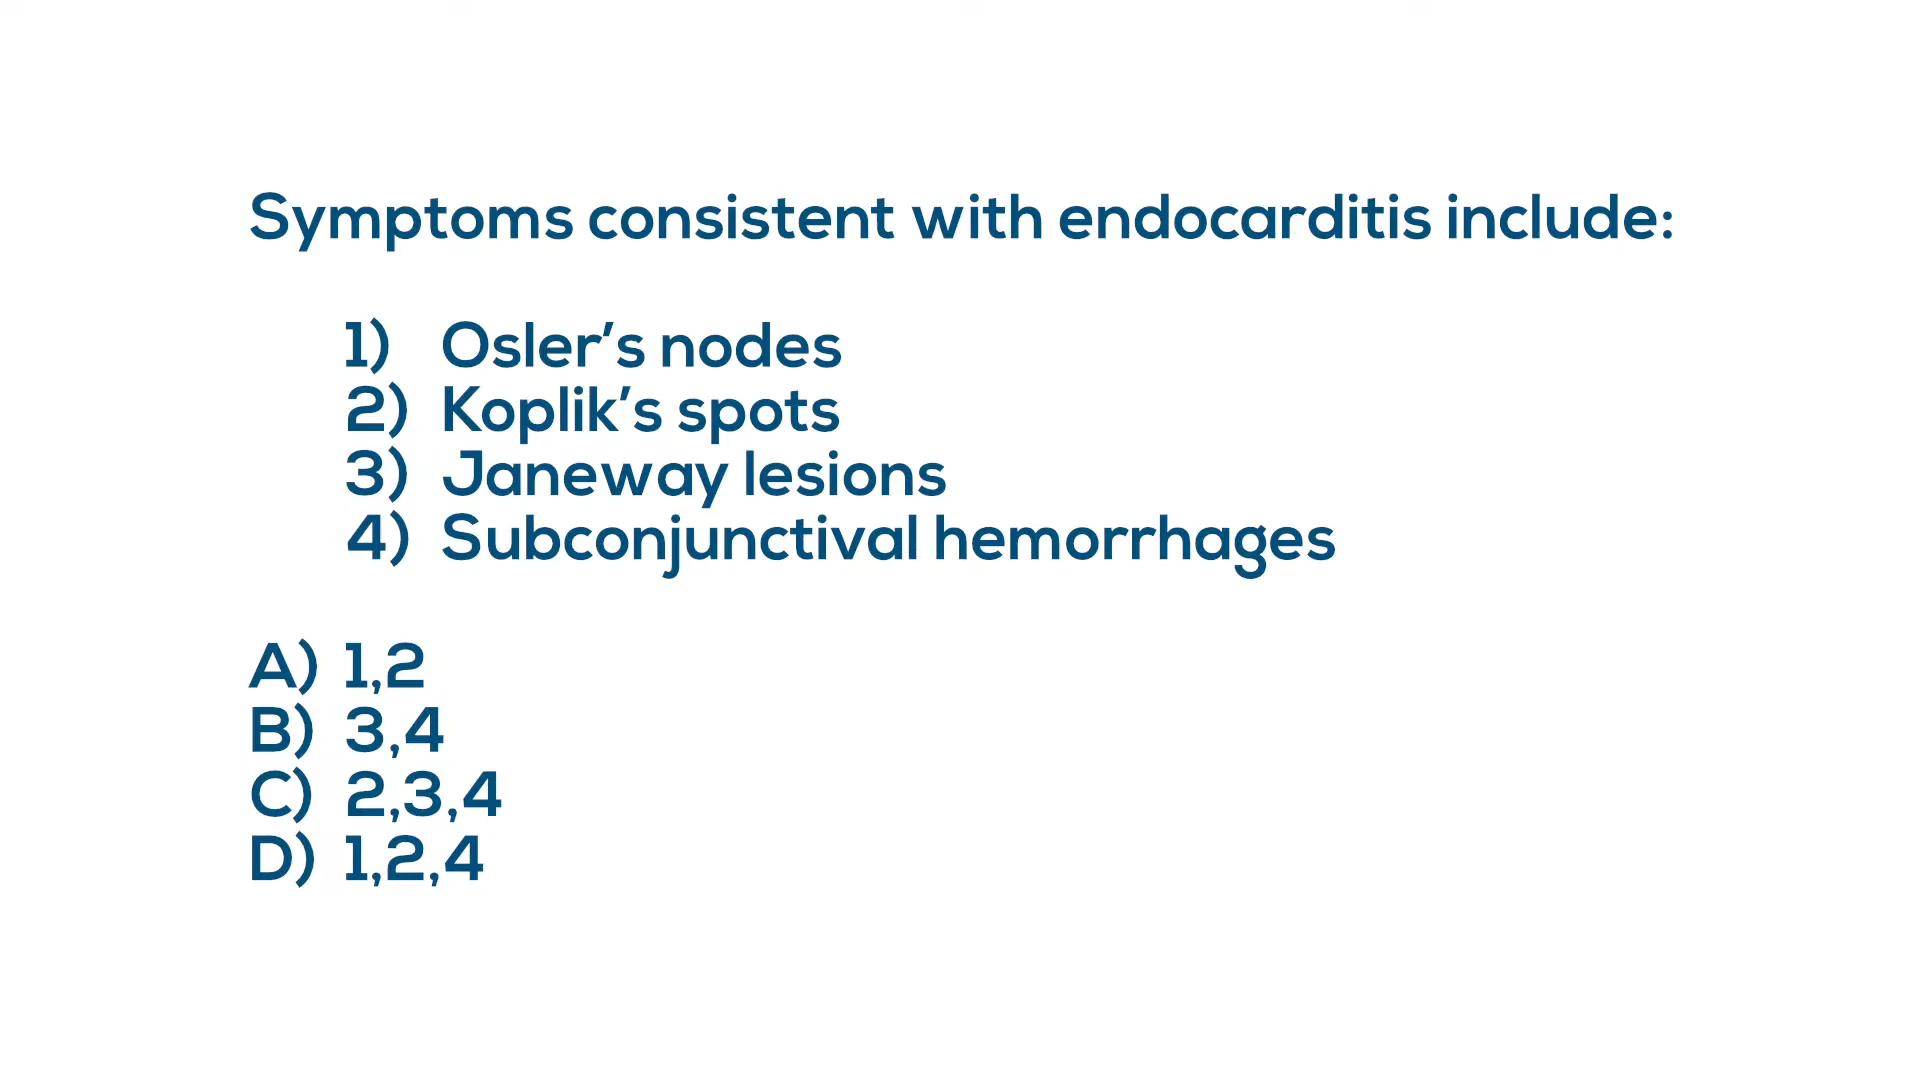 Symptoms consistent with endocarditis include:
1) Osler’s nodes
2) Koplik’s spots
3) Janeway lesions
4) Subconjunctival hemorrhages
A) 1,2
B) 3,4
C) 2,3,4
D) 1,2,4